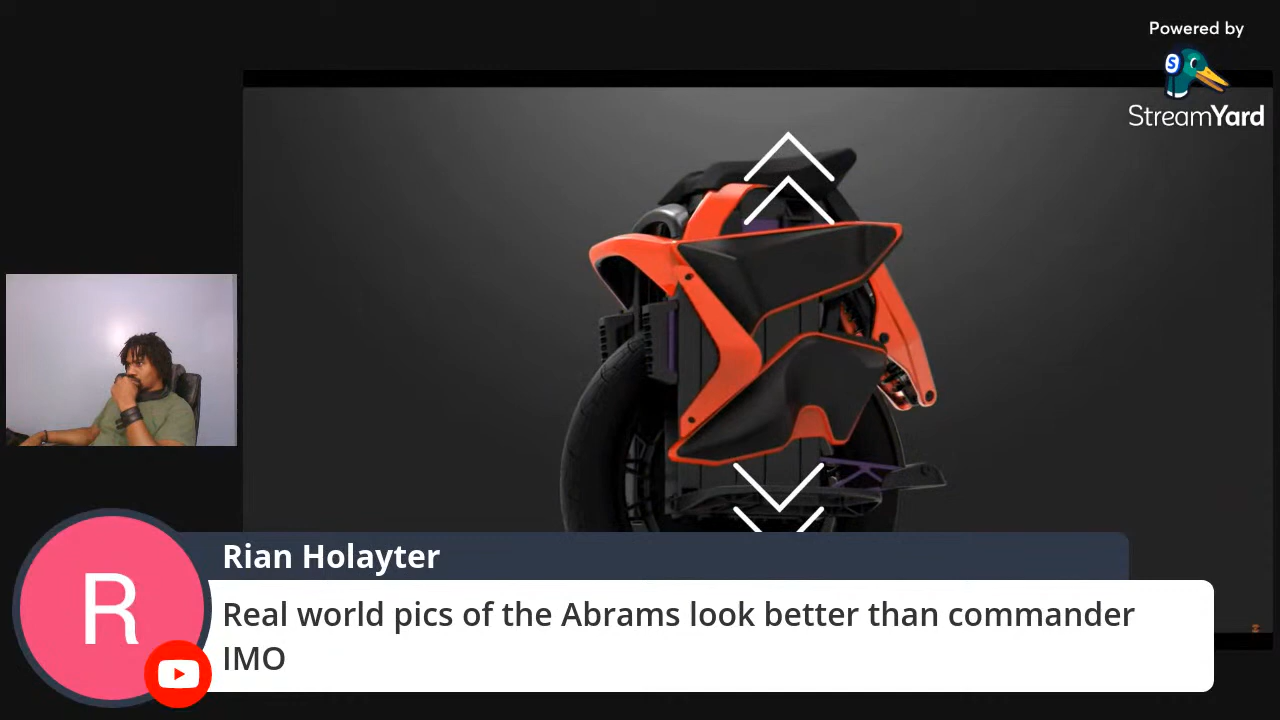 Powered by
S
StreamYard
Rian Holayter
R
Real world pics of the Abrams look better than commander
IMO